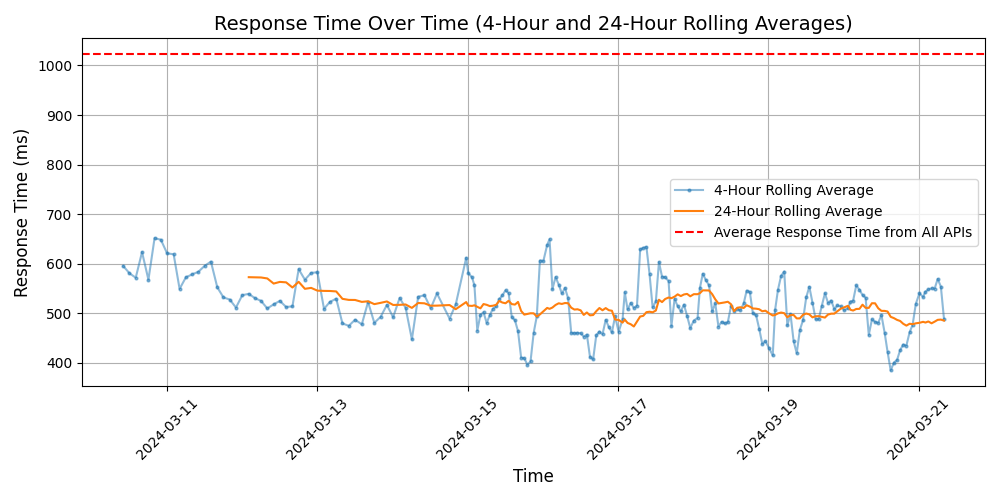 Response Time Over Time (4-Hour and 24-Hour Rolling Averages)
Response Time (ms)
1000
900
800
700
600
500
400
4-Hour Rolling Average
24-Hour Rolling Average
Average Response Time from All APIs
2024-03-11
2024-03-13
2024-03-15
2024-03-17
2024-03-19
2024-03-21
Time